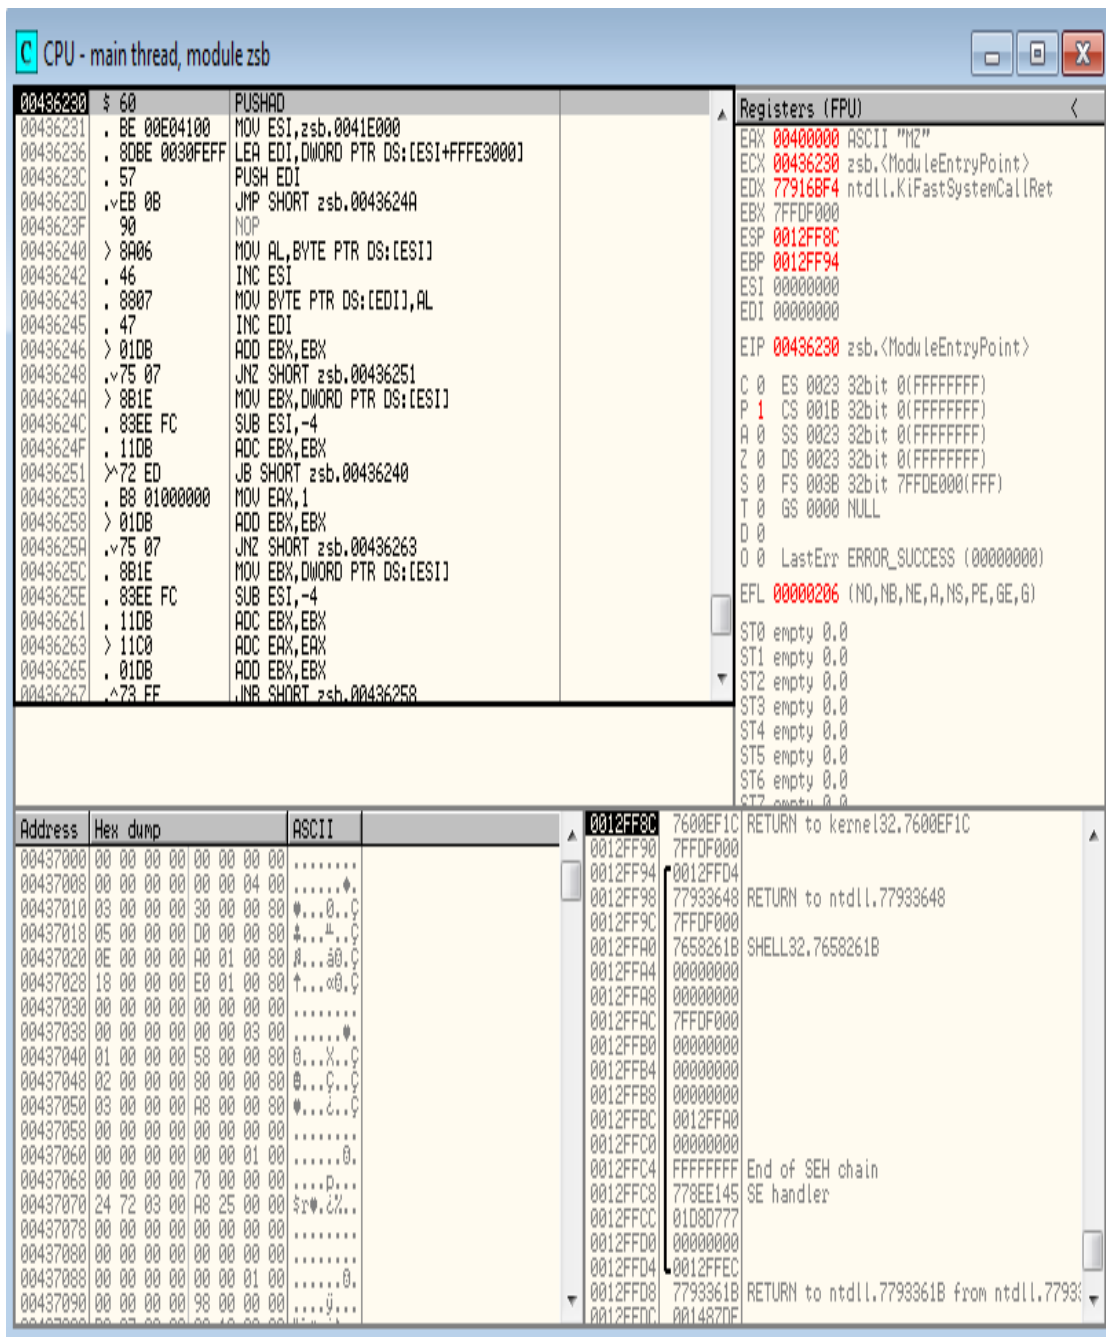 C CPU - main thread, module zsb
00436230 $ 60 PUSHAD
00436231 . BE 00E04100 MOV ESI,zsb.0041E000
00436236 . 8DBE 0030FEFF LEA EDI,DWORD PTR DS:[ESI+FFFE3000]
0043623C . 57 PUSH EDI
0043623D .˅EB 0B JMP SHORT zsb.0043624A
0043623F 90 NOP
00436240 > 8A06 MOV AL,BYTE PTR DS:[ESI]
00436242 . 46 INC ESI
00436243 . 8807 MOV BYTE PTR DS:[EDI],AL
00436245 . 47 INC EDI
00436246 > 01DB ADD EBX,EBX
00436248 .˅75 07 JNZ SHORT zsb.00436251
0043624A > 8B1E MOV EBX,DWORD PTR DS:[ESI]
0043624C . 83EE FC SUB ESI,-4
0043624F . 11DB ADC EBX,EBX
00436251 >^72 ED JB SHORT zsb.00436240
00436253 . B8 01000000 MOV EAX,1
00436258 > 01DB ADD EBX,EBX
0043625A .˅75 07 JNZ SHORT zsb.00436263
0043625C . 8B1E MOV EBX,DWORD PTR DS:[ESI]
0043625E . 83EE FC SUB ESI,-4
00436261 . 11DB ADC EBX,EBX
00436263 > 11C0 ADC EAX,EAX
00436265 . 01DB ADD EBX,EBX
00436267 .^73 EF JNB SHORT zsb.00436258
Registers (FPU) <
EAX 00400000 ASCII "MZ"
ECX 00436230 zsb.<ModuleEntryPoint>
EDX 77916BF4 ntdll.KiFastSystemCallRet
EBX 7FFDF000
ESP 0012FF8C
EBP 0012FF94
ESI 00000000
EDI 00000000
EIP 00436230 zsb.<ModuleEntryPoint>
C 0 ES 0023 32bit 0(FFFFFFFF)
P 1 CS 001B 32bit 0(FFFFFFFF)
A 0 SS 0023 32bit 0(FFFFFFFF)
Z 0 DS 0023 32bit 0(FFFFFFFF)
S 0 FS 003B 32bit 7FFDE000(FFF)
T 0 GS 0000 NULL
D 0
O 0 LastErr ERROR_SUCCESS (00000000)
EFL 00000206 (NO,NB,NE,A,NS,PE,GE,G)
ST0 empty 0.0
ST1 empty 0.0
ST2 empty 0.0
ST3 empty 0.0
ST4 empty 0.0
ST5 empty 0.0
ST6 empty 0.0
ST7 empty 0.0
Address Hex dump ASCII
00437000 00 00 00 00 00 00 00 00 ........
00437008 00 00 00 00 00 00 04 00 ......♦.
00437010 03 00 00 00 30 00 00 80 ♥...0..Ç
00437018 05 00 00 00 D0 00 00 80 ♣...╨..Ç
00437020 0E 00 00 00 A0 01 00 80 ♫...á☺.Ç
00437028 18 00 00 00 E0 01 00 80 ↑...α☺.Ç
00437030 00 00 00 00 00 00 00 00 ........
00437038 00 00 00 00 00 00 03 00 ......♥.
00437040 01 00 00 00 58 00 00 80 ☺...X..Ç
00437048 02 00 00 00 80 00 00 80 ☻...Ç..Ç
00437050 03 00 00 00 A8 00 00 80 ♥...¿..Ç
00437058 00 00 00 00 00 00 00 00 ........
00437060 00 00 00 00 00 00 01 00 ......☺.
00437068 00 00 00 00 70 00 00 00 ....p...
00437070 24 72 03 00 A8 25 00 00 $r♥.¿%..
00437078 00 00 00 00 00 00 00 00 ........
00437080 00 00 00 00 00 00 00 00 ........
00437088 00 00 00 00 00 00 01 00 ......☺.
00437090 00 00 00 00 98 00 00 00 ....ÿ...
0012FF8C 7600EF1C RETURN to kernel32.7600EF1C
0012FF90 7FFDF000
0012FF94 0012FFD4
0012FF98 77933648 RETURN to ntdll.77933648
0012FF9C 7FFDF000
0012FFA0 7658261B SHELL32.7658261B
0012FFA4 00000000
0012FFA8 00000000
0012FFAC 7FFDF000
0012FFB0 00000000
0012FFB4 00000000
0012FFB8 00000000
0012FFBC 0012FFA0
0012FFC0 00000000
0012FFC4 FFFFFFFF End of SEH chain
0012FFC8 778EE145 SE handler
0012FFCC 01D8D777
0012FFD0 00000000
0012FFD4 0012FFEC
0012FFD8 7793361B RETURN to ntdll.7793361B from ntdll.77933
0012FFDC 001487DE